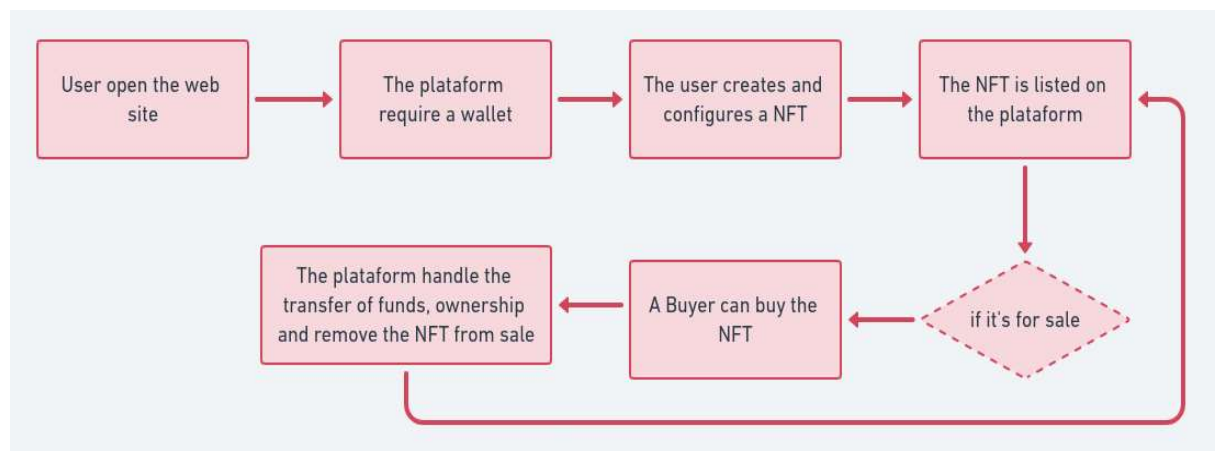 User open the web
site
The plataform
require a wallet
The user creates and
configures a NFT
The NFT is listed on
the plataform
if it's for sale
A Buyer can buy the
NFT
The plataform handle the
transfer of funds, ownership
and remove the NFT from sale